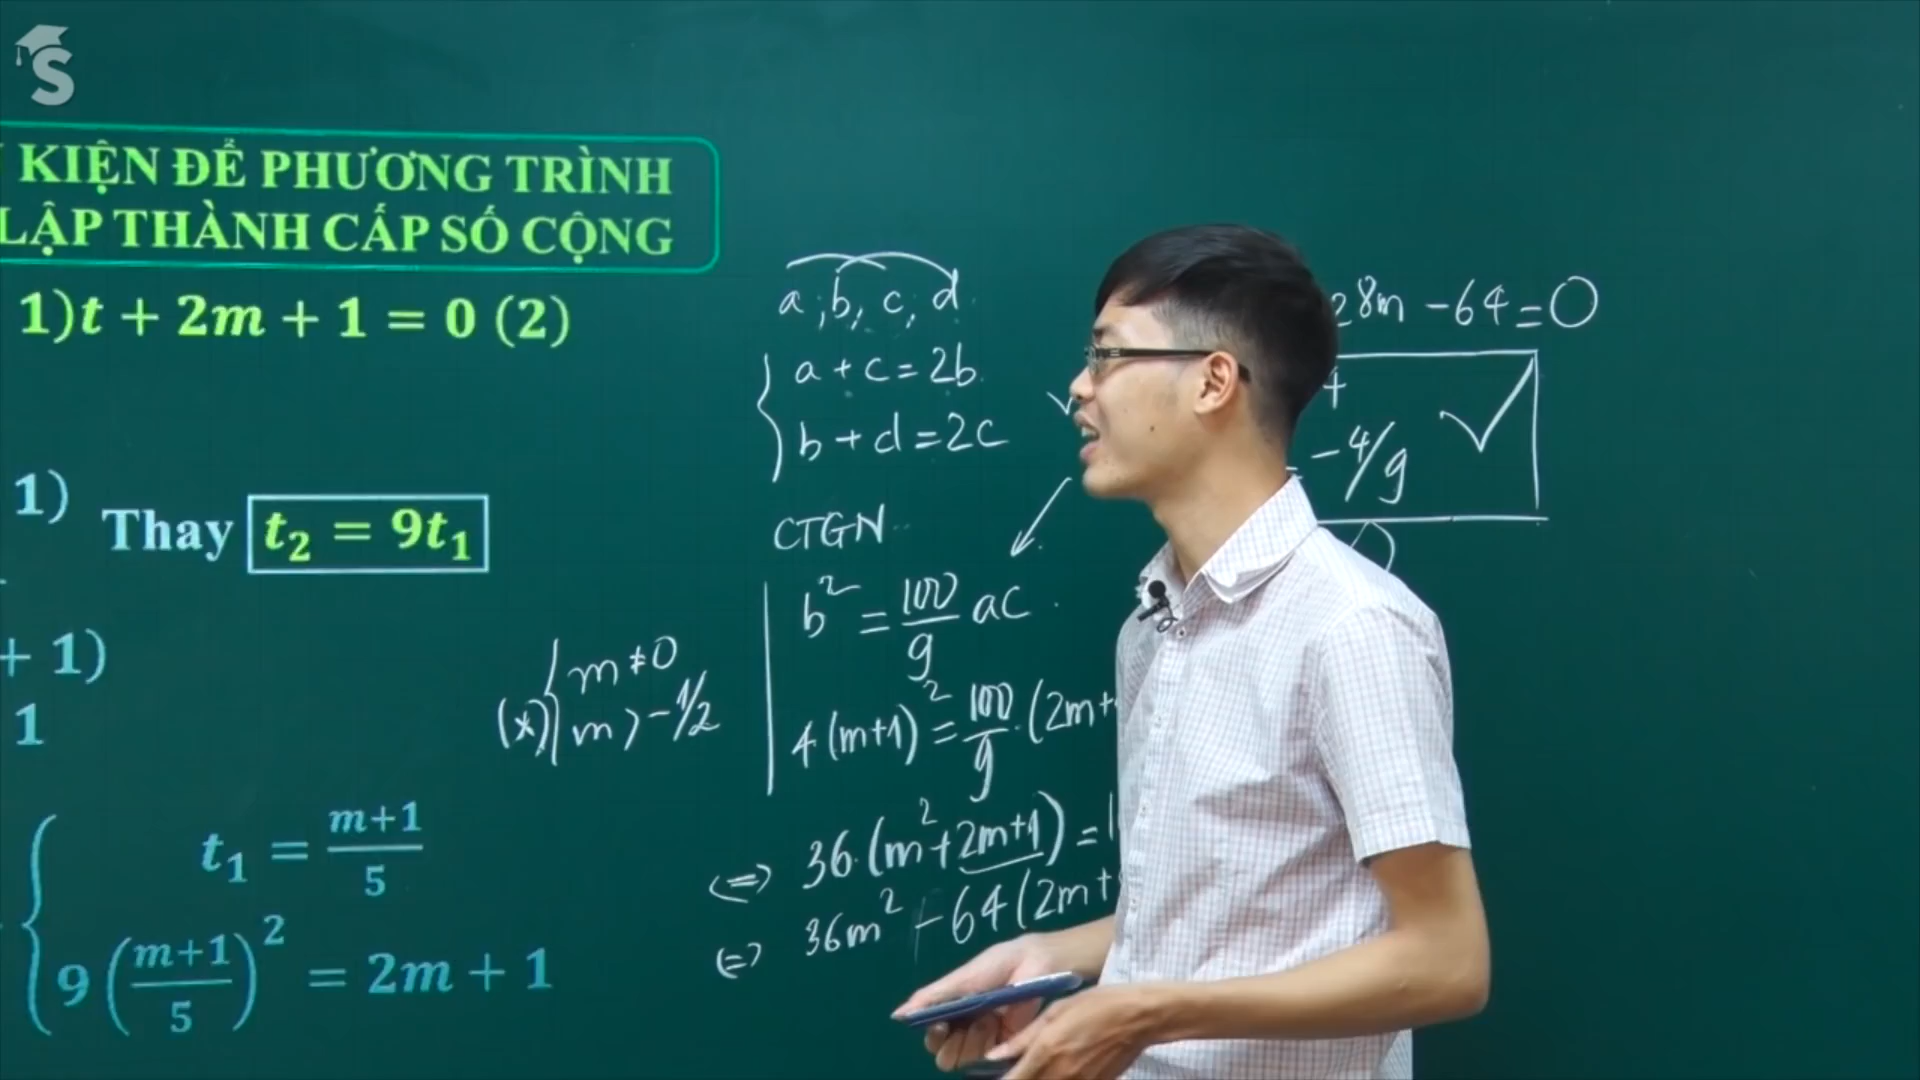 S
KIỆN ĐỂ PHƯƠNG TRÌNH
LẬP THÀNH CẤP SỐ CỘNG
1)t + 2m + 1 = 0 (2)
1)
Thay t₂ = 9t₁
+ 1)
1
t₁ = (m+1)/5
9((m+1)/5)² = 2m + 1
(*) { m ≠ 0
m > -1/2
a, b, c, d
a + c = 2b
b + d = 2c
CTGN
b² = 100/9 ac
4(m+1)² = 100/9 . (2m+
<=> 36.(m²+2m+1) = 1
<=> 36m² - 64(2m+
28m - 64 = 0
- 4/9